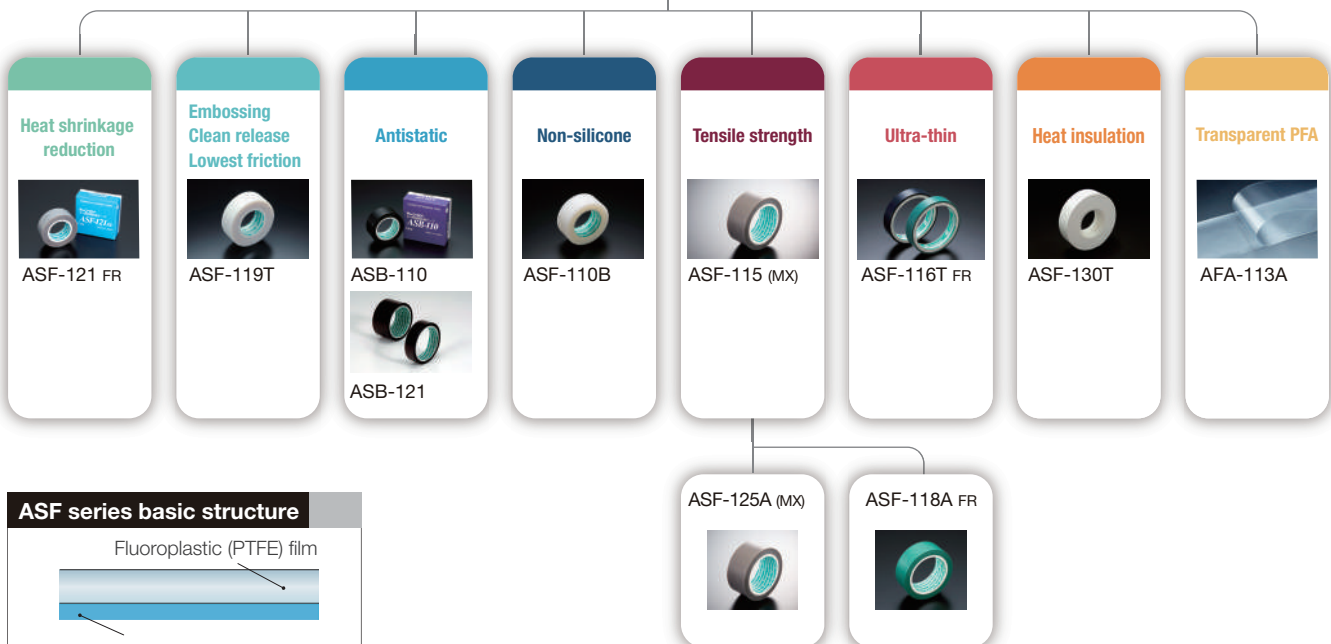 Heat shrinkage
reduction
ASF-121 FR
Embossing
Clean release
Lowest friction
ASF-119T
Antistatic
ASB-110
ASB-110
ASB-121
Non-silicone
ASF-110B
Tensile strength
ASF-115 (MX)
Ultra-thin
ASF-116T FR
Heat insulation
ASF-130T
Transparent PFA
AFA-113A
ASF-125A (MX)
ASF-118A FR
ASF series basic structure
Fluoroplastic (PTFE) film